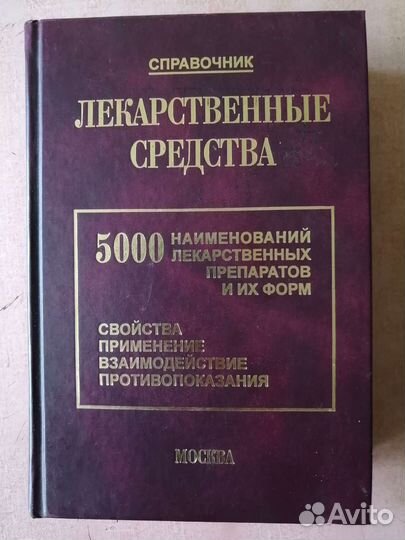 СПРАВОЧНИК
ЛЕКАРСТВЕННЫЕ
СРЕДСТВА
5000 НАИМЕНОВАНИЙ
ЛЕКАРСТВЕННЫХ
ПРЕПАРАТОВ
И ИХ ФОРМ
СВОЙСТВА
ПРИМЕНЕНИЕ
ВЗАИМОДЕЙСТВИЕ
ПРОТИВОПОКАЗАНИЯ
МОСКВА
Avito